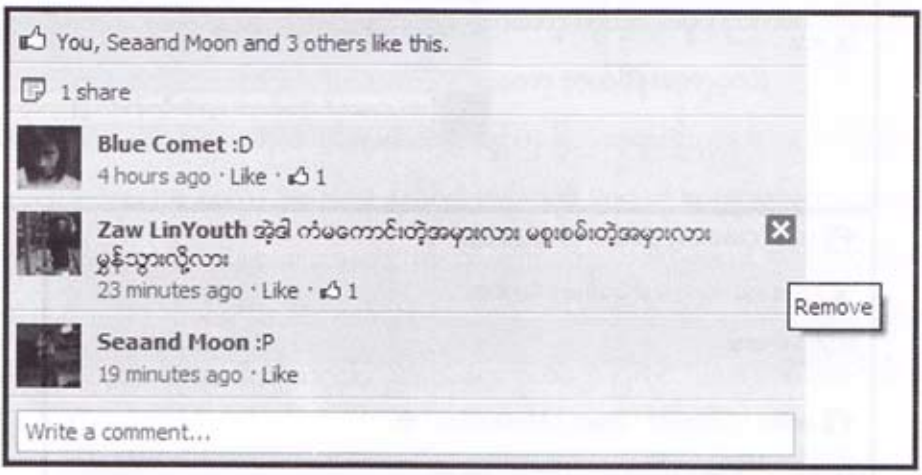 You, Seaand Moon and 3 others like this.
1 share
Blue Comet :D
4 hours ago · Like · 1
Zaw LinYouth အဲ့ဒါ ကံမကောင်းတဲ့အမှားလား မစူးစမ်းတဲ့အမှားလား
မွှန်သွားလို့လား
23 minutes ago · Like · 1
Remove
Seaand Moon :P
19 minutes ago · Like
Write a comment...